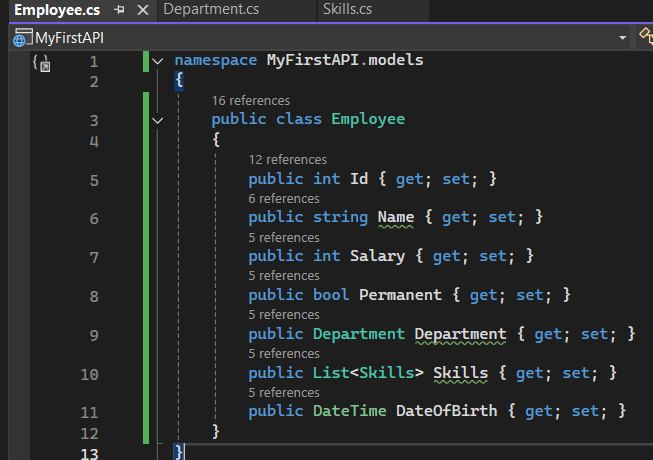 Employee.cs Department.cs Skills.cs
MyFirstAPI
1 namespace MyFirstAPI.models
2 {
16 references
3 public class Employee
4 {
12 references
5 public int Id { get; set; }
6 references
6 public string Name { get; set; }
5 references
7 public int Salary { get; set; }
5 references
8 public bool Permanent { get; set; }
5 references
9 public Department Department { get; set; }
5 references
10 public List<Skills> Skills { get; set; }
5 references
11 public DateTime DateOfBirth { get; set; }
12 }
13 }